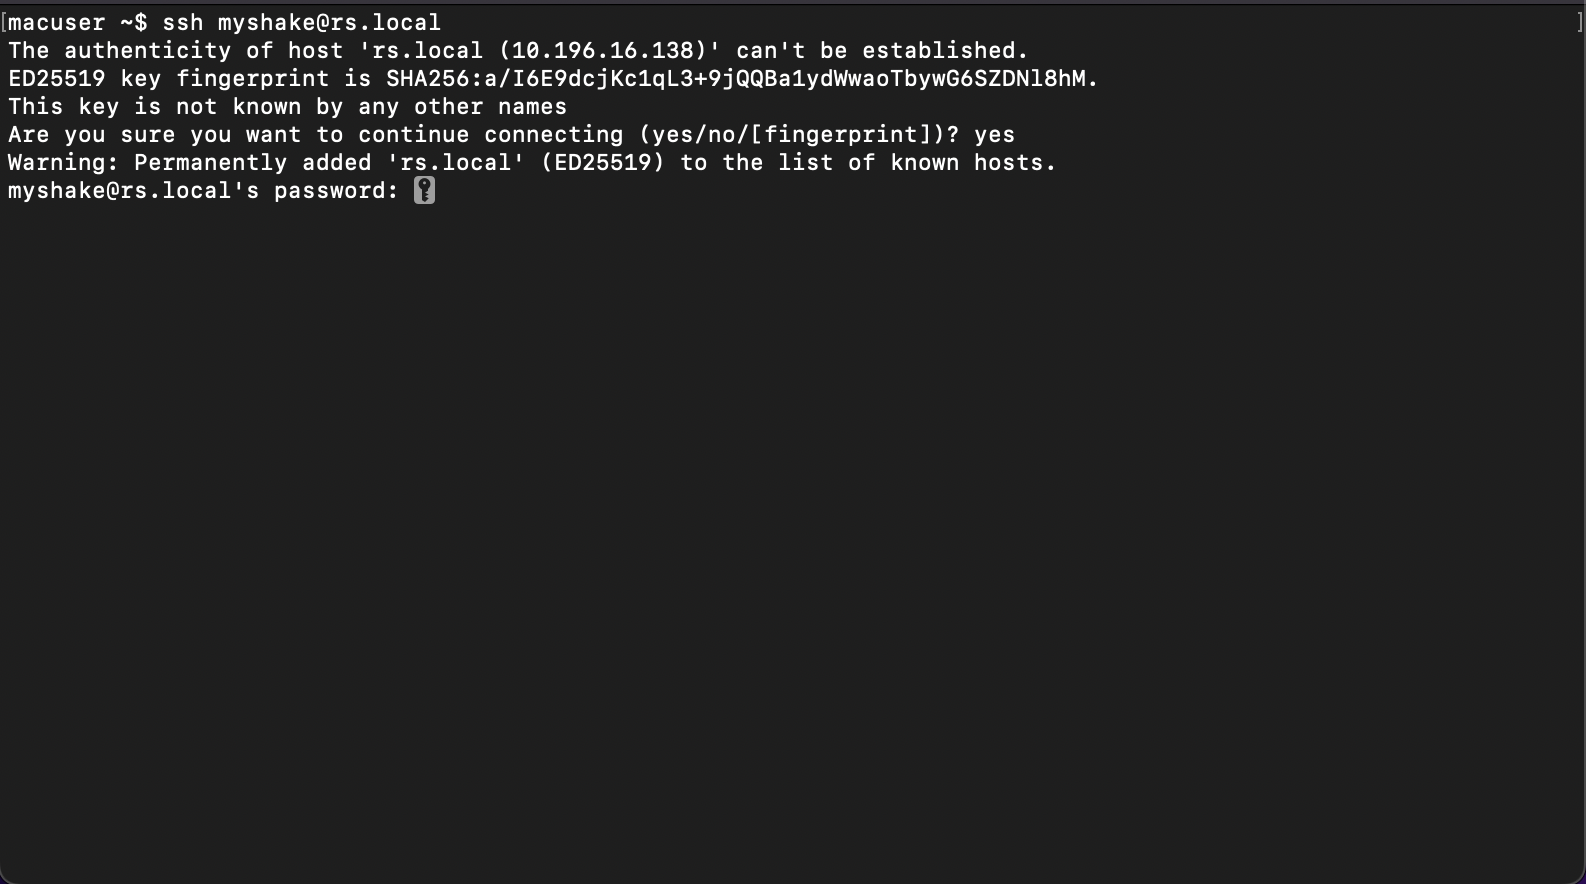 [macuser ~$ ssh myshake@rs.local ]
The authenticity of host 'rs.local (10.196.16.138)' can't be established.
ED25519 key fingerprint is SHA256:a/I6E9dcjKc1qL3+9jQQBa1ydWwaoTbywG6SZDNl8hM.
This key is not known by any other names
Are you sure you want to continue connecting (yes/no/[fingerprint])? yes
Warning: Permanently added 'rs.local' (ED25519) to the list of known hosts.
myshake@rs.local's password: